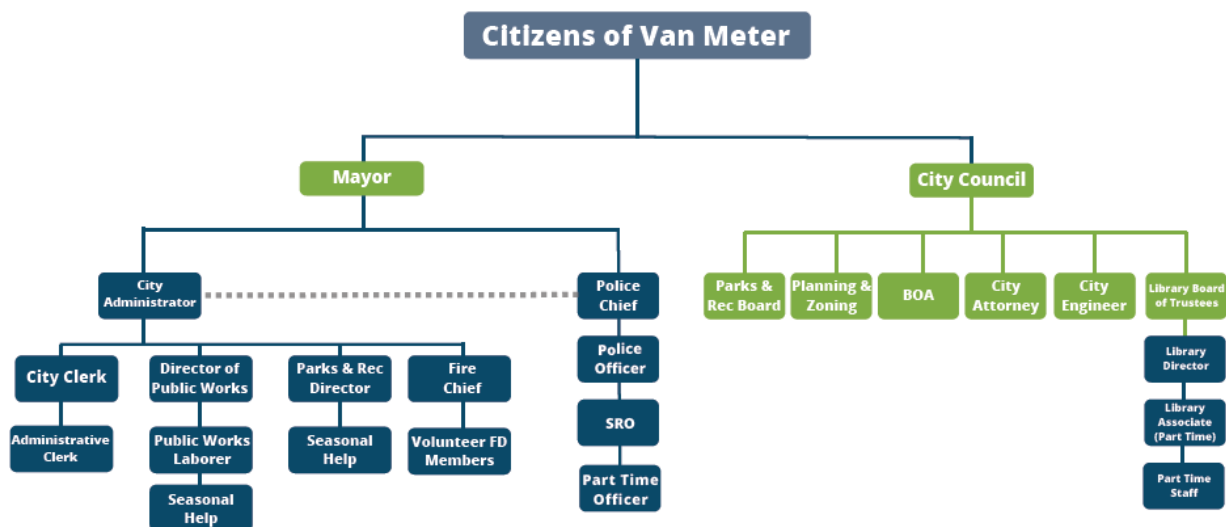 Citizens of Van Meter
Mayor
City Council
City
Administrator
Police
Chief
Parks &
Rec Board
Planning &
Zoning
BOA
City
Attorney
City
Engineer
Library Board
of Trustees
City Clerk
Director of
Public Works
Parks & Rec
Director
Fire
Chief
Police
Officer
Library
Director
Administrative
Clerk
Public Works
Laborer
Seasonal
Help
Volunteer FD
Members
SRO
Library
Associate
(Part Time)
Seasonal
Help
Part Time
Officer
Part Time
Staff